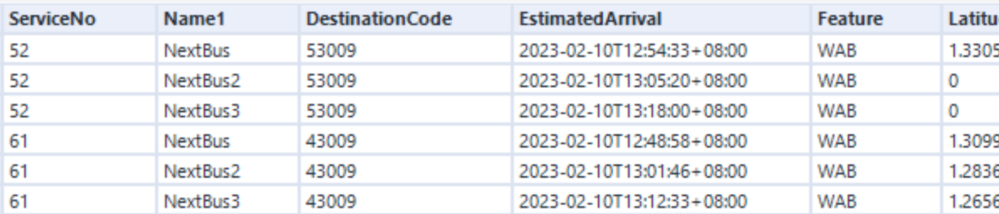 ServiceNo Name1 DestinationCode EstimatedArrival Feature Latitu
52 NextBus 53009 2023-02-10T12:54:33+08:00 WAB 1.3305
52 NextBus2 53009 2023-02-10T13:05:20+08:00 WAB 0
52 NextBus3 53009 2023-02-10T13:18:00+08:00 WAB 0
61 NextBus 43009 2023-02-10T12:48:58+08:00 WAB 1.3099
61 NextBus2 43009 2023-02-10T13:01:46+08:00 WAB 1.2836
61 NextBus3 43009 2023-02-10T13:12:33+08:00 WAB 1.2656